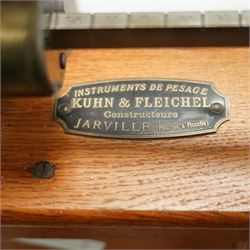 INSTRUMENTS DE PESAGE
KUHN & FLEICHEL
Constructeurs
JARVILLE (Meurthe & Moselle)